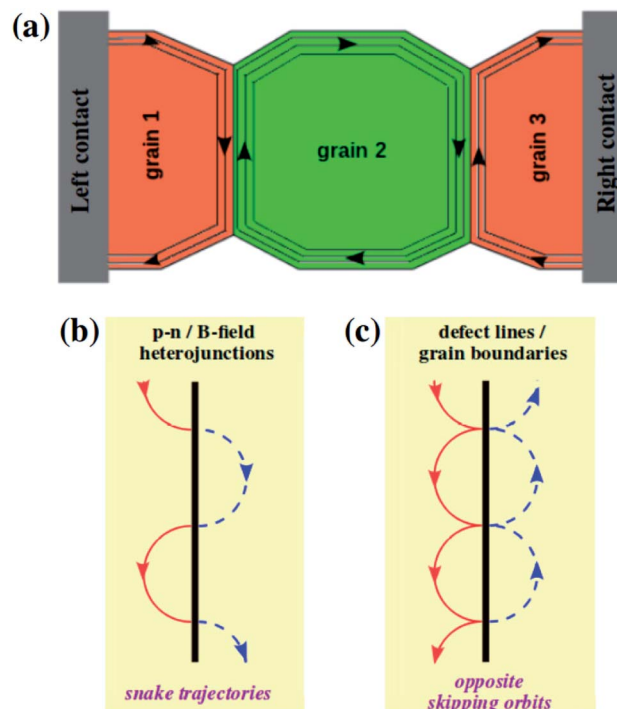 (a)
Left contact
grain 1
grain 2
grain 3
Right contact
(b)
p-n / B-field
heterojunctions
snake trajectories
(c)
defect lines /
grain boundaries
opposite
skipping orbits